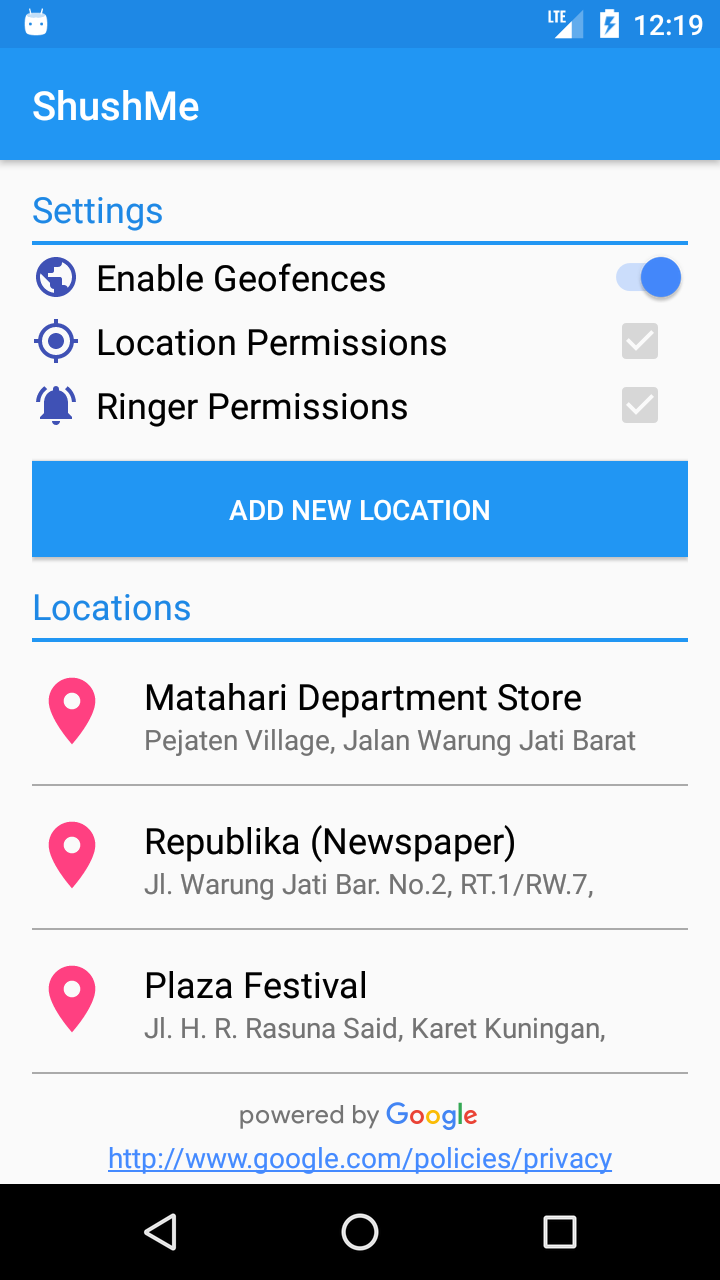 LTE 12:19
ShushMe
Settings
Enable Geofences
Location Permissions
Ringer Permissions
ADD NEW LOCATION
Locations
Matahari Department Store
Pejaten Village, Jalan Warung Jati Barat
Republika (Newspaper)
Jl. Warung Jati Bar. No.2, RT.1/RW.7,
Plaza Festival
Jl. H. R. Rasuna Said, Karet Kuningan,
powered by Google
http://www.google.com/policies/privacy